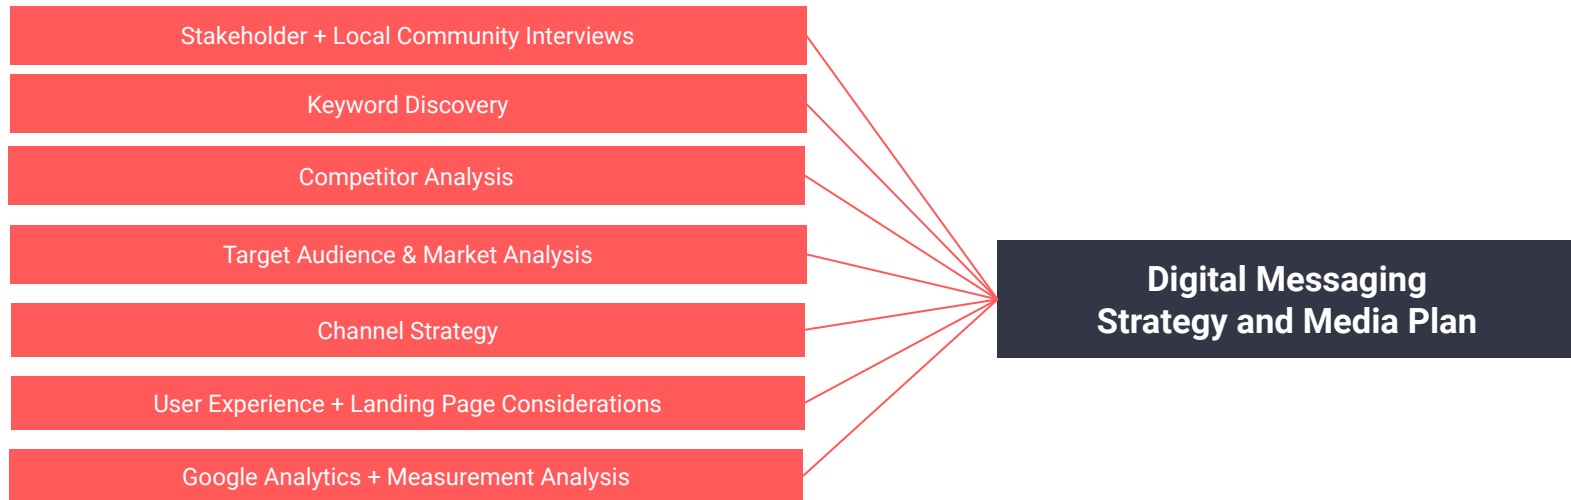 Stakeholder + Local Community Interviews
Keyword Discovery
Competitor Analysis
Target Audience & Market Analysis
Channel Strategy
User Experience + Landing Page Considerations
Google Analytics + Measurement Analysis
Digital Messaging
Strategy and Media Plan